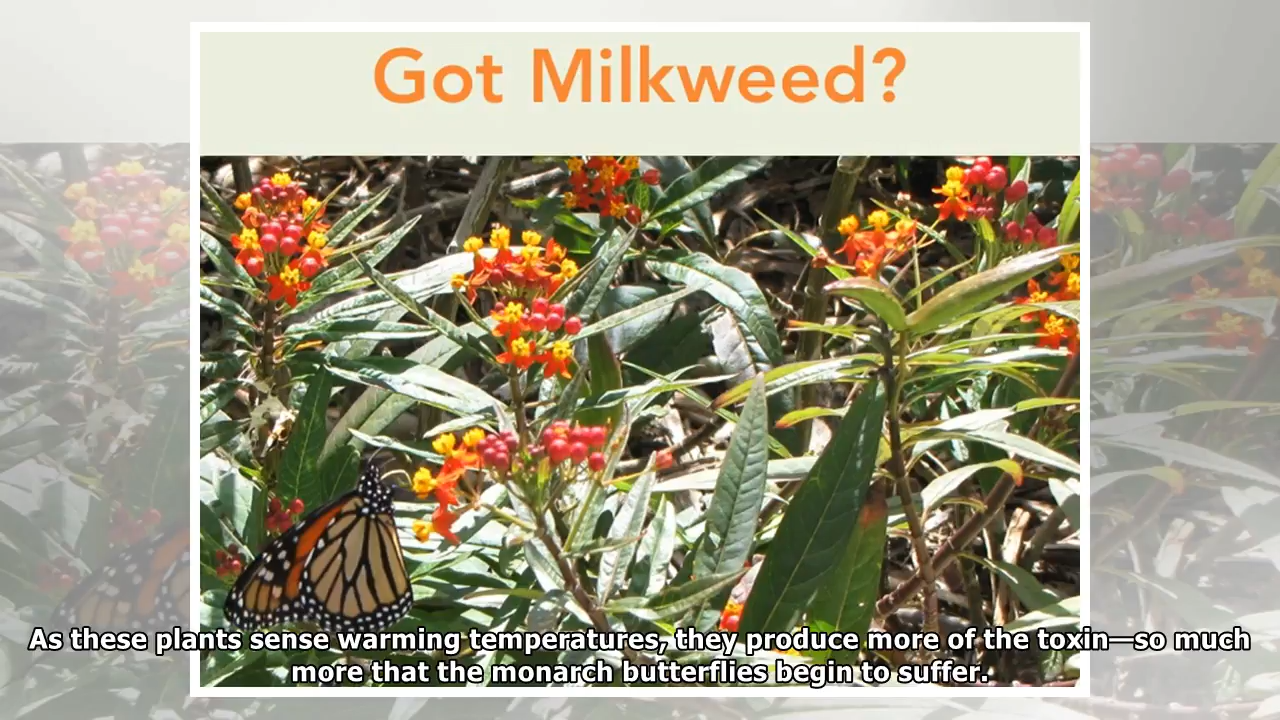 Got Milkweed?
As these plants sense warming temperatures, they produce more of the toxin—so much
more that the monarch butterflies begin to suffer.